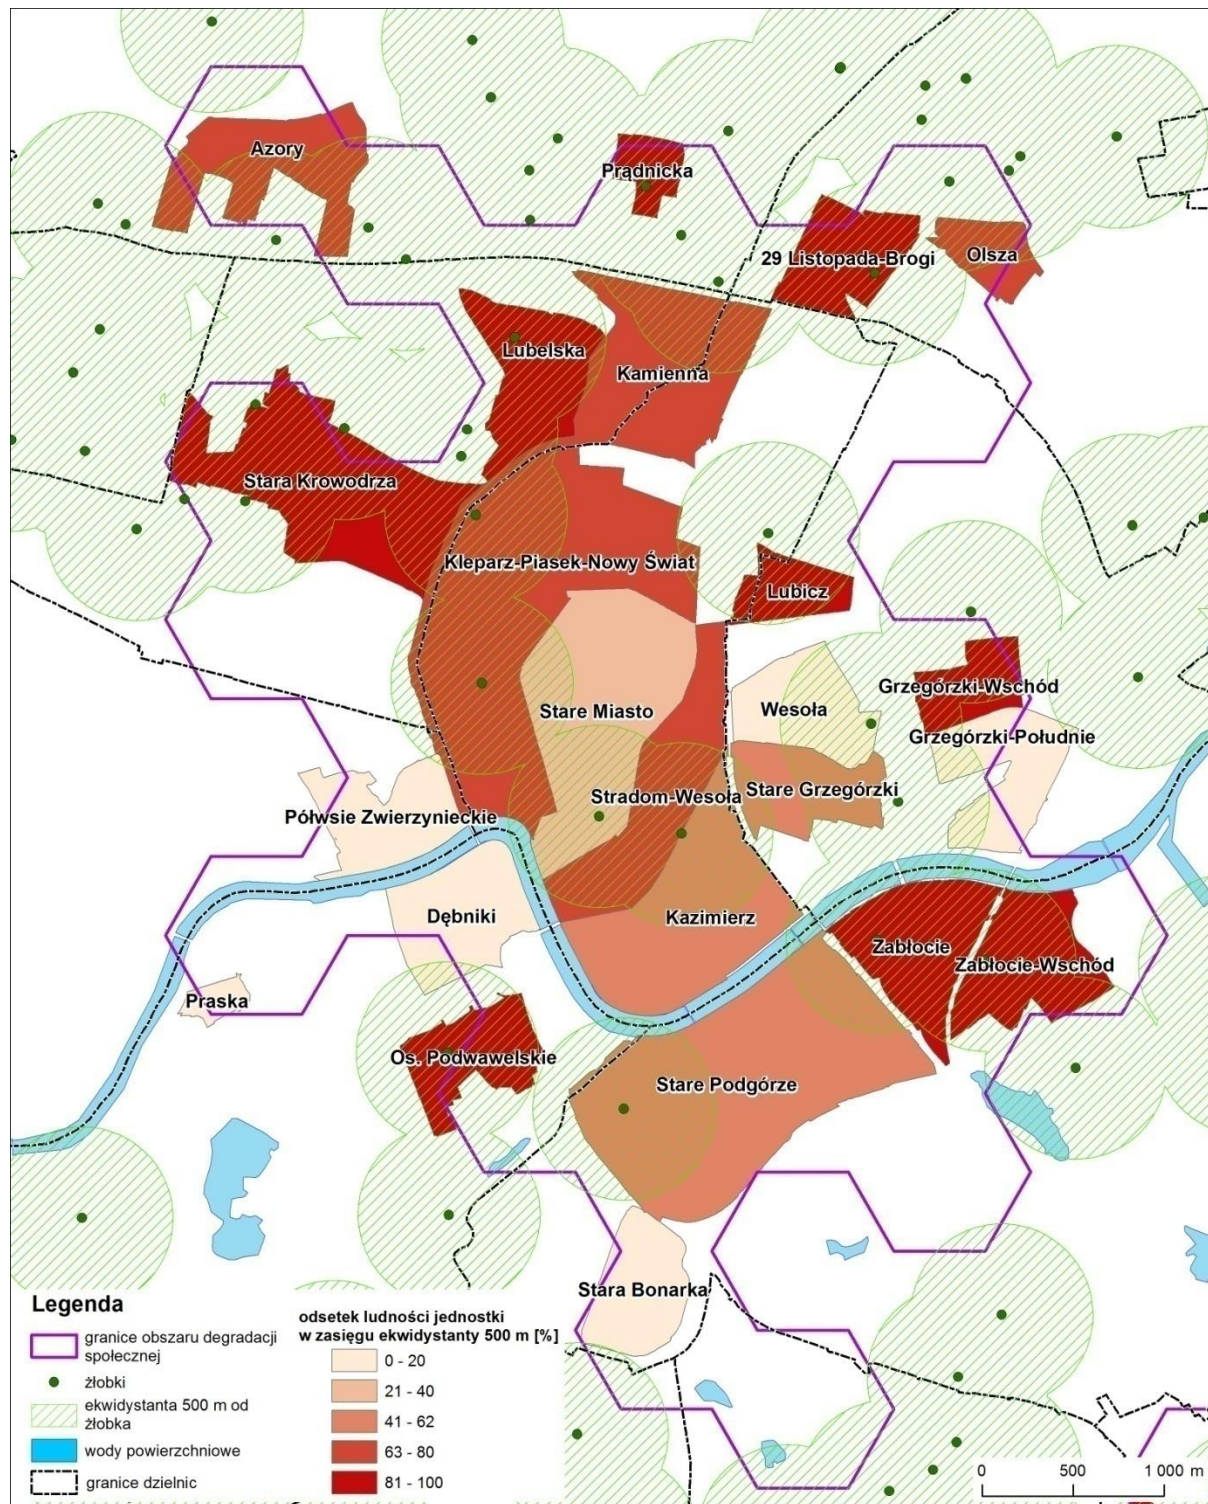 Azory
Prądnicka
29 Listopada-Brogi
Olsza
Lubelska
Kamienna
Stara Krowodrza
Kleparz-Piasek-Nowy Świat
Lubicz
Grzegórzki-Wschód
Stare Miasto
Wesoła
Grzegórzki-Południe
Stradom-Wesoła
Stare Grzegórzki
Półwsie Zwierzynieckie
Dębniki
Kazimierz
Zabłocie
Zabłocie-Wschód
Praska
Os. Podwawelskie
Stare Podgórze
Stara Bonarka
Legenda
granice obszaru degradacji
społecznej
żłobki
ekwidystanta 500 m od
żłobka
wody powierzchniowe
granice dzielnic
odsetek ludności jednostki
w zasięgu ekwidystanty 500 m [%]
0 - 20
21 - 40
41 - 62
63 - 80
81 - 100
0 500 1 000 m